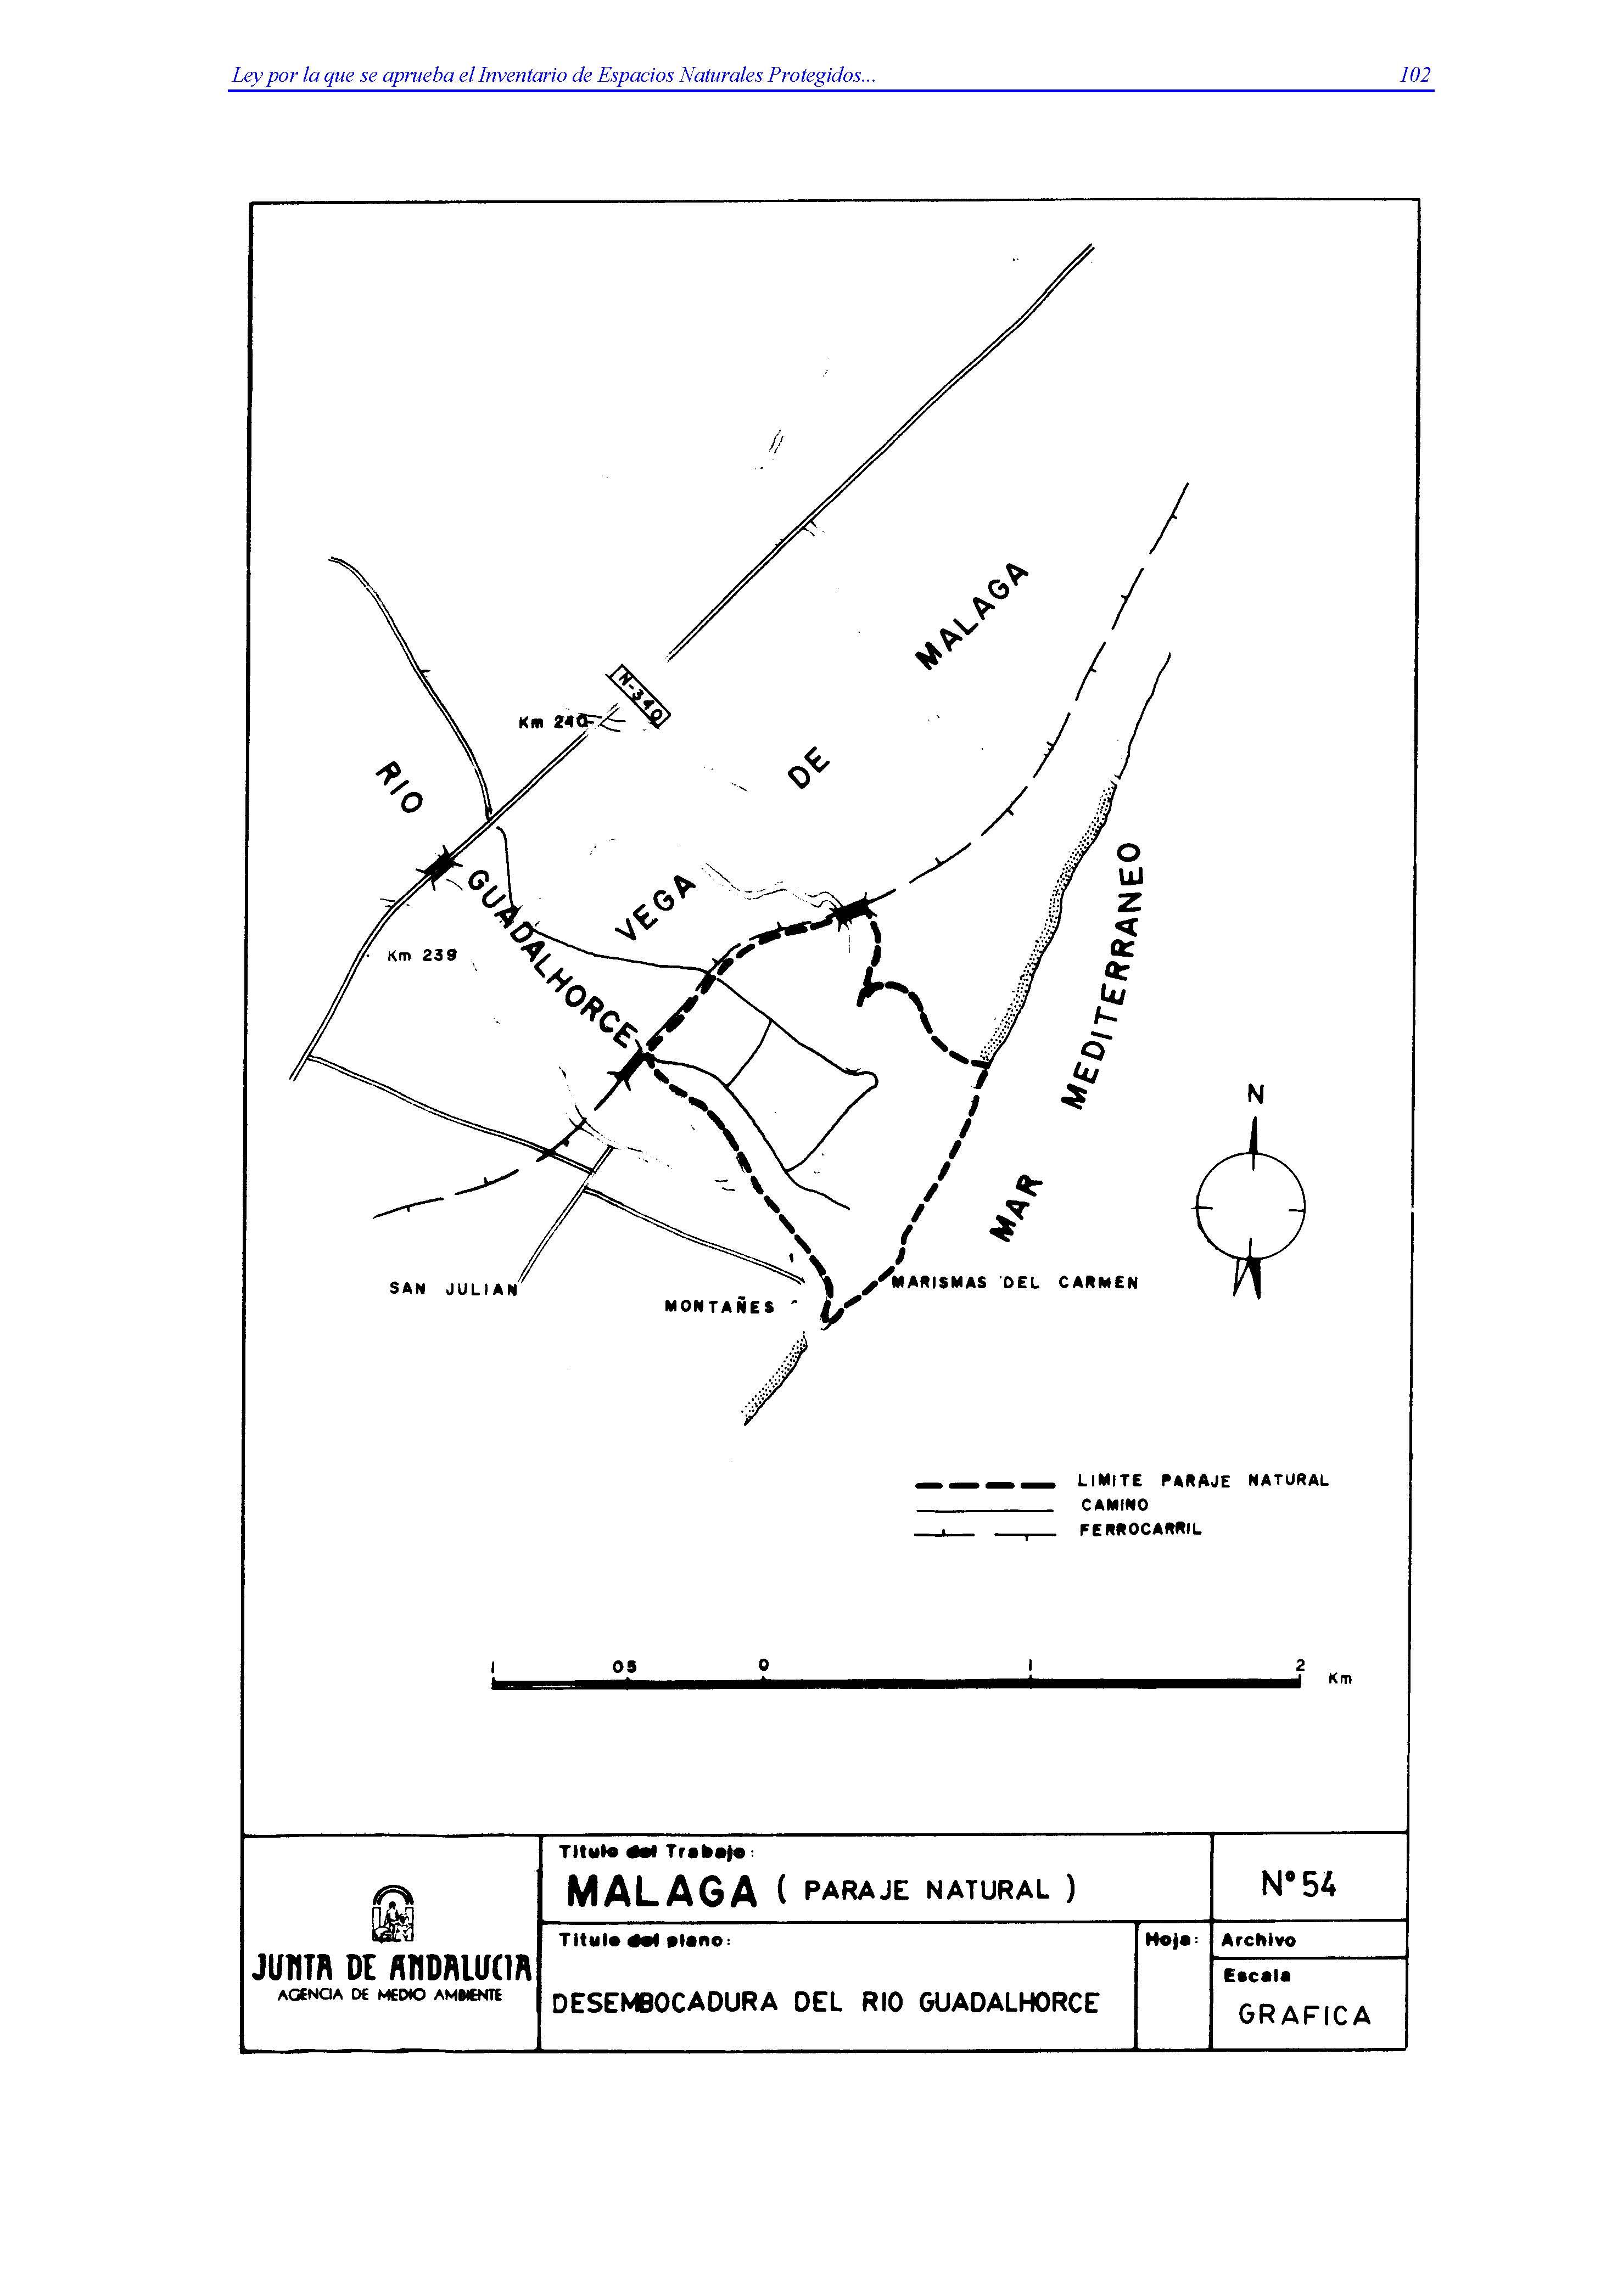 Ley por la que se aprueba el Inventario de Espacios Naturales Protegidos... 102
MALAGA
N-340
Km 240
DE
RIO
MEDITERRANEO
GUADALHORCE
VEGA
Km 239
N
MAR
SAN JULIAN
MARISMAS DEL CARMEN
MONTAÑES
LIMITE PARAJE NATURAL
CAMINO
FERROCARRIL
1 05 0 1 2 Km
Titulo del Trabajo:
MALAGA ( PARAJE NATURAL )
Nº 54
Titulo del plano:
Hoja:
Archivo
JUNTA DE ANDALUCIA
AGENCIA DE MEDIO AMBIENTE
DESEMBOCADURA DEL RIO GUADALHORCE
Escala
GRAFICA